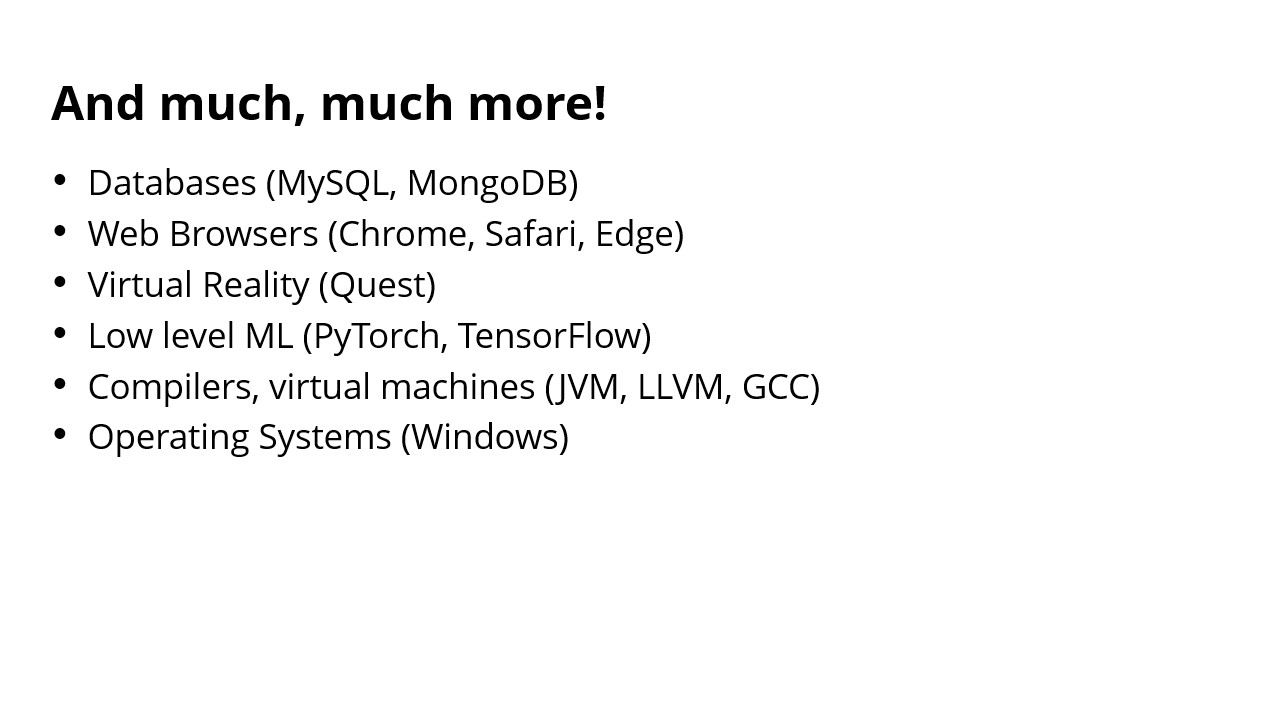 And much, much more!
• Databases (MySQL, MongoDB)
• Web Browsers (Chrome, Safari, Edge)
• Virtual Reality (Quest)
• Low level ML (PyTorch, TensorFlow)
• Compilers, virtual machines (JVM, LLVM, GCC)
• Operating Systems (Windows)